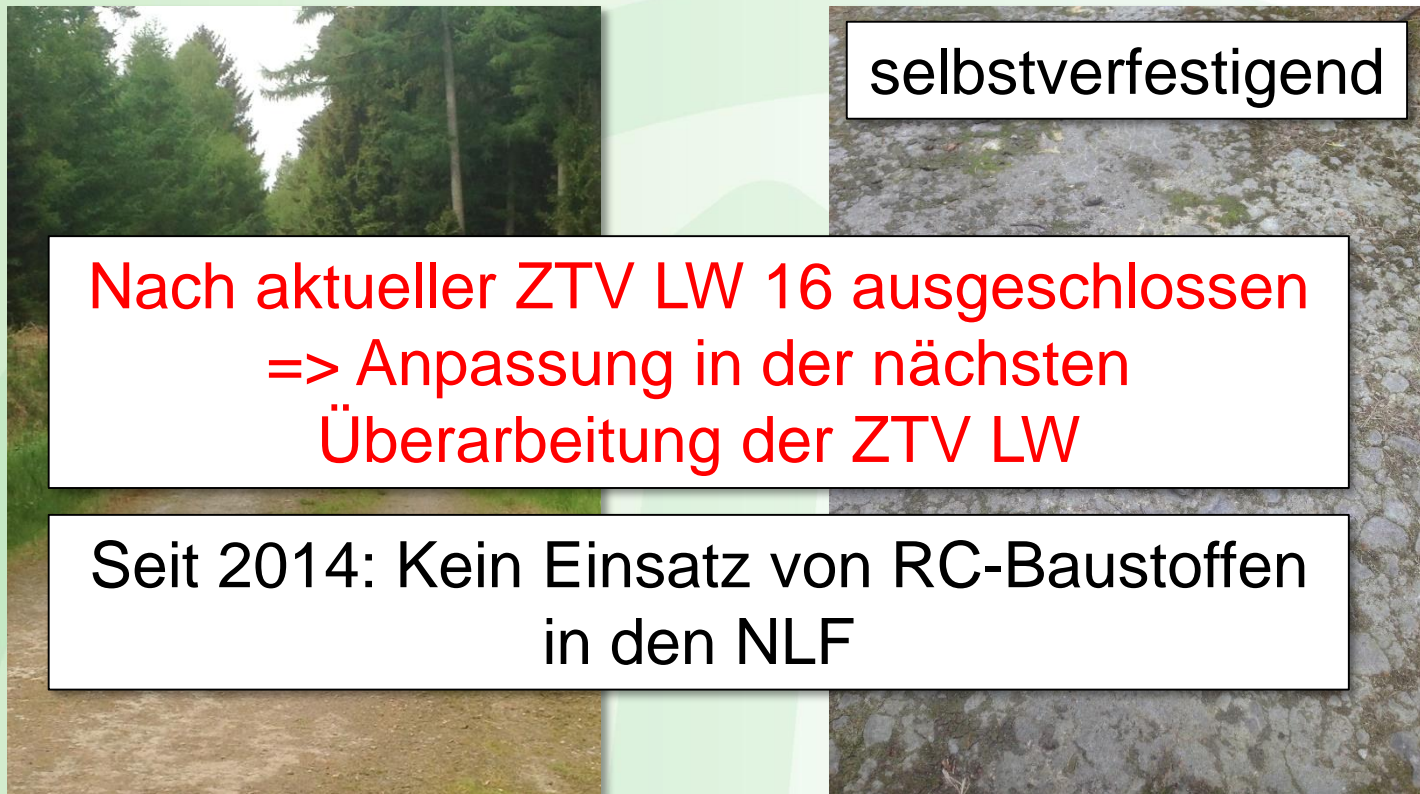 selbstverfestigend
Nach aktueller ZTV LW 16 ausgeschlossen
=> Anpassung in der nächsten
Überarbeitung der ZTV LW
Seit 2014: Kein Einsatz von RC-Baustoffen
in den NLF